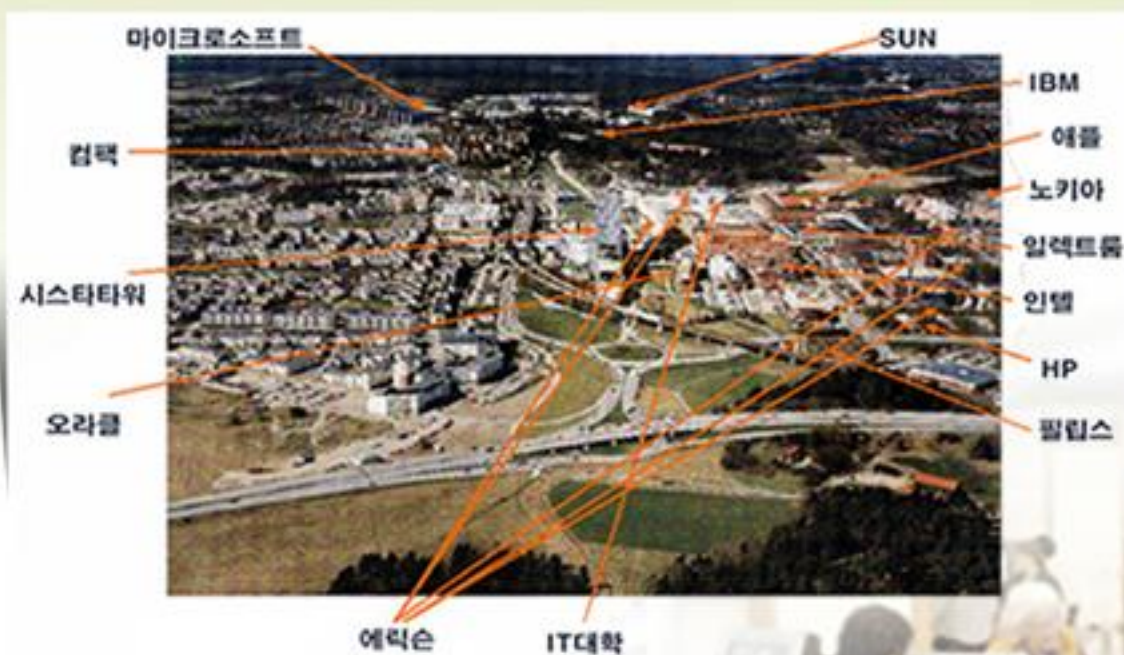 마이크로소프트
SUN
IBM
컴팩
애플
노키아
일렉트룸
시스타타워
인텔
HP
오라클
필립스
에릭슨
IT대학